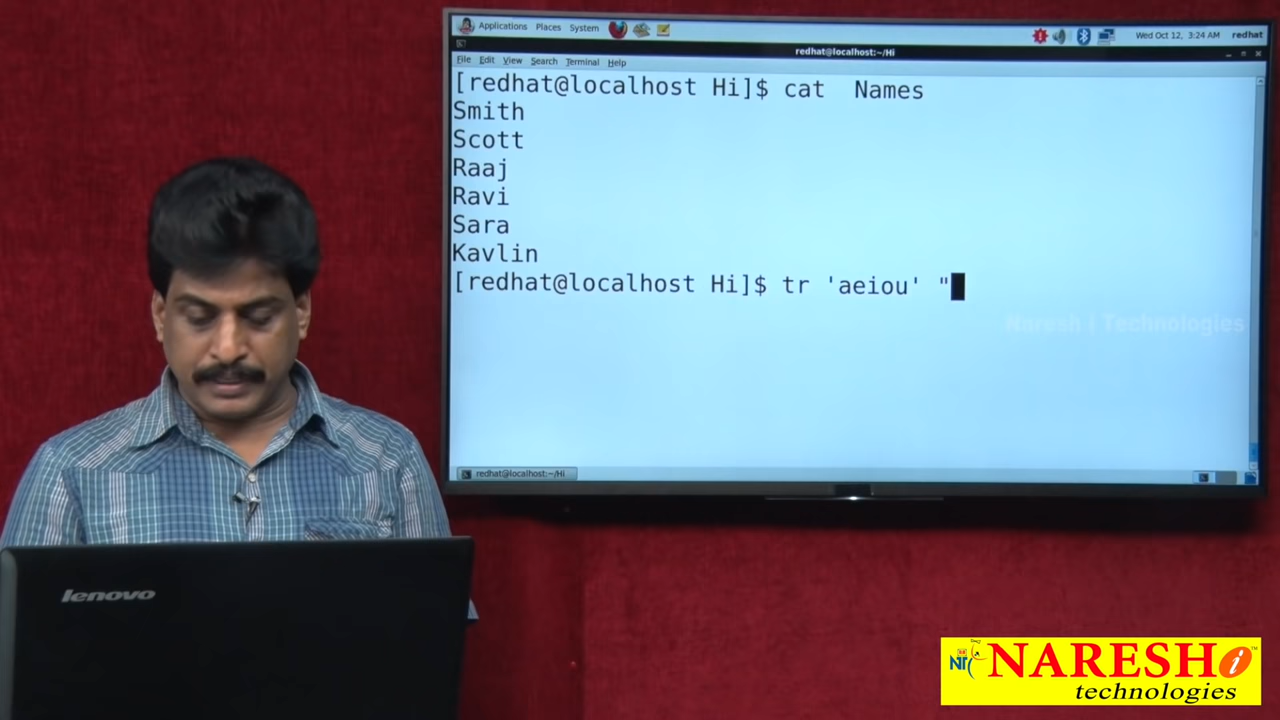 Applications Places System
Wed Oct 12, 3:24 AM redhat
redhat@localhost:~/Hi
File Edit View Search Terminal Help
[redhat@localhost Hi]$ cat  Names
Smith
Scott
Raaj
Ravi
Sara
Kavlin
[redhat@localhost Hi]$ tr 'aeiou' "
Naresh i Technologies
redhat@localhost:~/Hi
lenovo
NARESH i
technologies